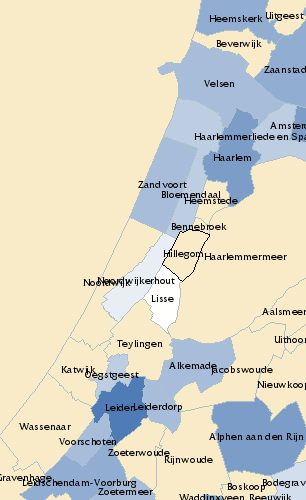 Heemskerk
Uitgeest
Beverwijk
Zaanstad
Velsen
Amster
Haarlemmerliede en Spa
Haarlem
Zandvoort
Bloemendaal
Heemstede
Bennebroek
Hillegom
Haarlemmermeer
Noordwijkerhout
Noordwijk
Lisse
Aalsmeer
Teylingen
Uithoor
Alkemade
Katwijk
Jacobswoude
Oegstgeest
Nieuwkoop
Leiden
Leiderdorp
Wassenaar
Alphen aan den Rijn
Voorschoten
Zoeterwoude
Rijnwoude
Gravenhage
Leidschendam-Voorburg
Bodegra
Boskoop
Zoetermeer
Waddinxveen
Reeuwijk